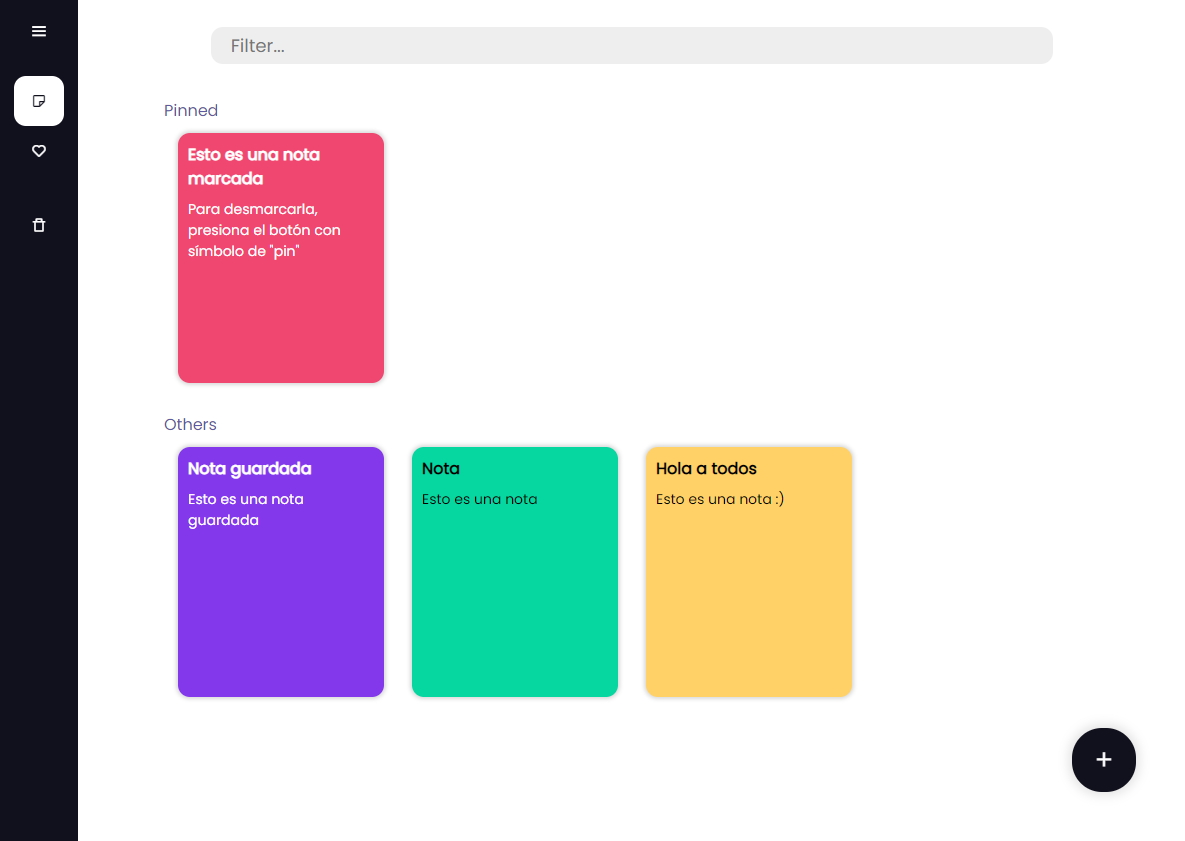 Filter...
Pinned
Esto es una nota
marcada
Para desmarcarla,
presiona el botón con
símbolo de "pin"
Others
Nota guardada
Esto es una nota
guardada
Nota
Esto es una nota
Hola a todos
Esto es una nota :)